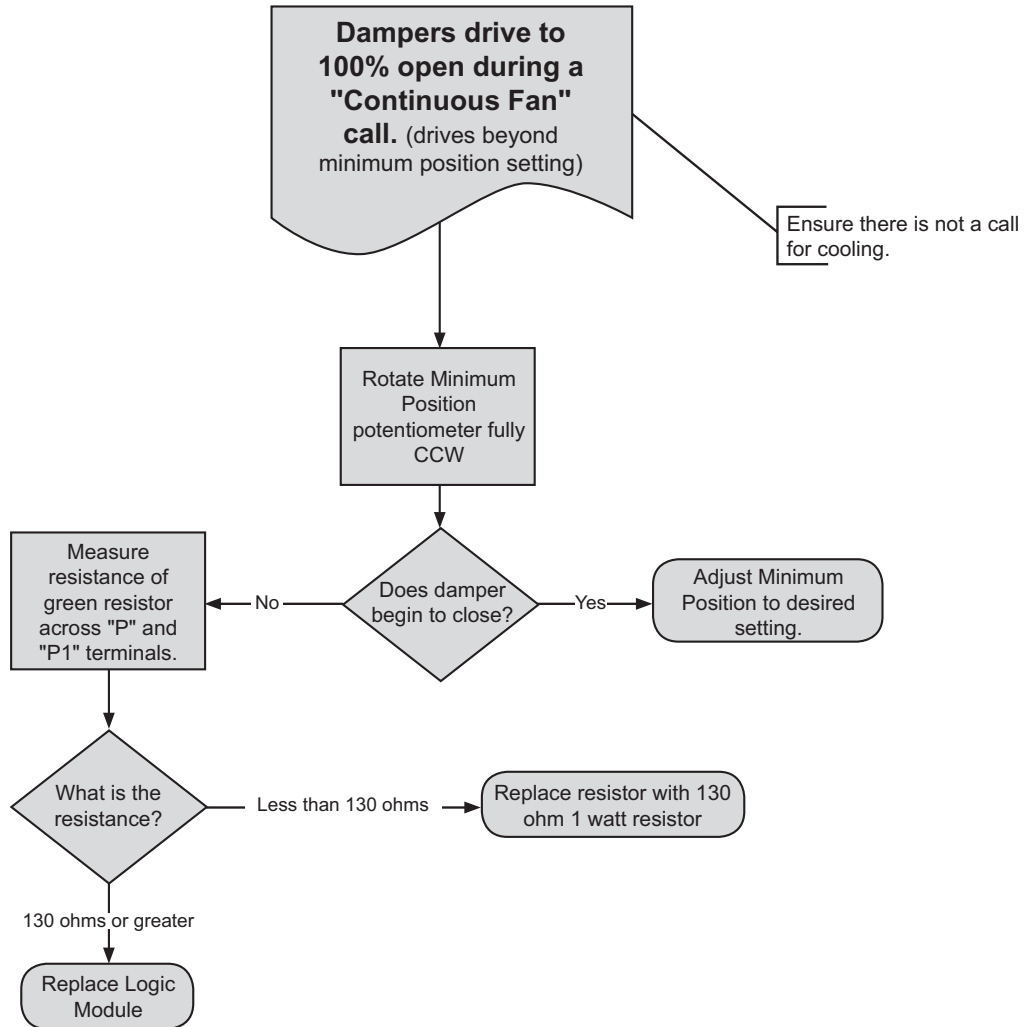 Dampers drive to
100% open during a
"Continuous Fan"
call. (drives beyond
minimum position setting)
Ensure there is not a call
for cooling.
Rotate Minimum
Position
potentiometer fully
CCW
Does damper
begin to close?
Yes
Adjust Minimum
Position to desired
setting.
No
Measure
resistance of
green resistor
across "P" and
"P1" terminals.
What is the
resistance?
Less than 130 ohms
Replace resistor with 130
ohm 1 watt resistor
130 ohms or greater
Replace Logic
Module